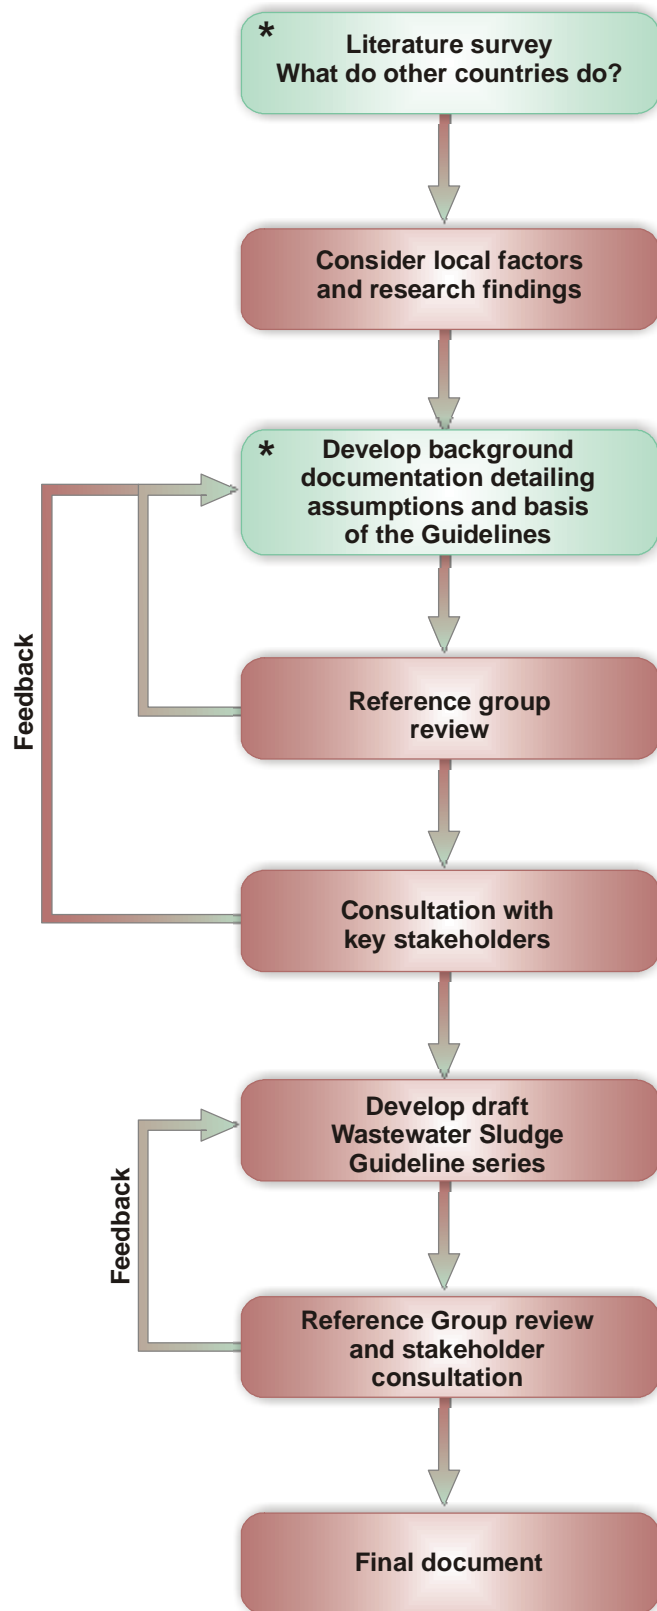 *
Literature survey
What do other countries do?
Consider local factors
and research findings
*
Develop background
documentation detailing
assumptions and basis
of the Guidelines
Feedback
Reference group
review
Consultation with
key stakeholders
Develop draft
Wastewater Sludge
Guideline series
Feedback
Reference Group review
and stakeholder
consultation
Final document